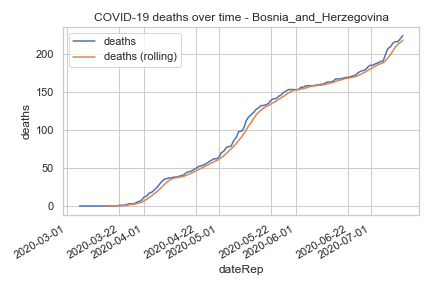 COVID-19 deaths over time - Bosnia_and_Herzegovina
deaths
deaths (rolling)
200
150
100
50
0
deaths
2020-03-01
2020-03-22
2020-04-01
2020-04-22
2020-05-01
2020-05-22
2020-06-01
2020-06-22
2020-07-01
dateRep